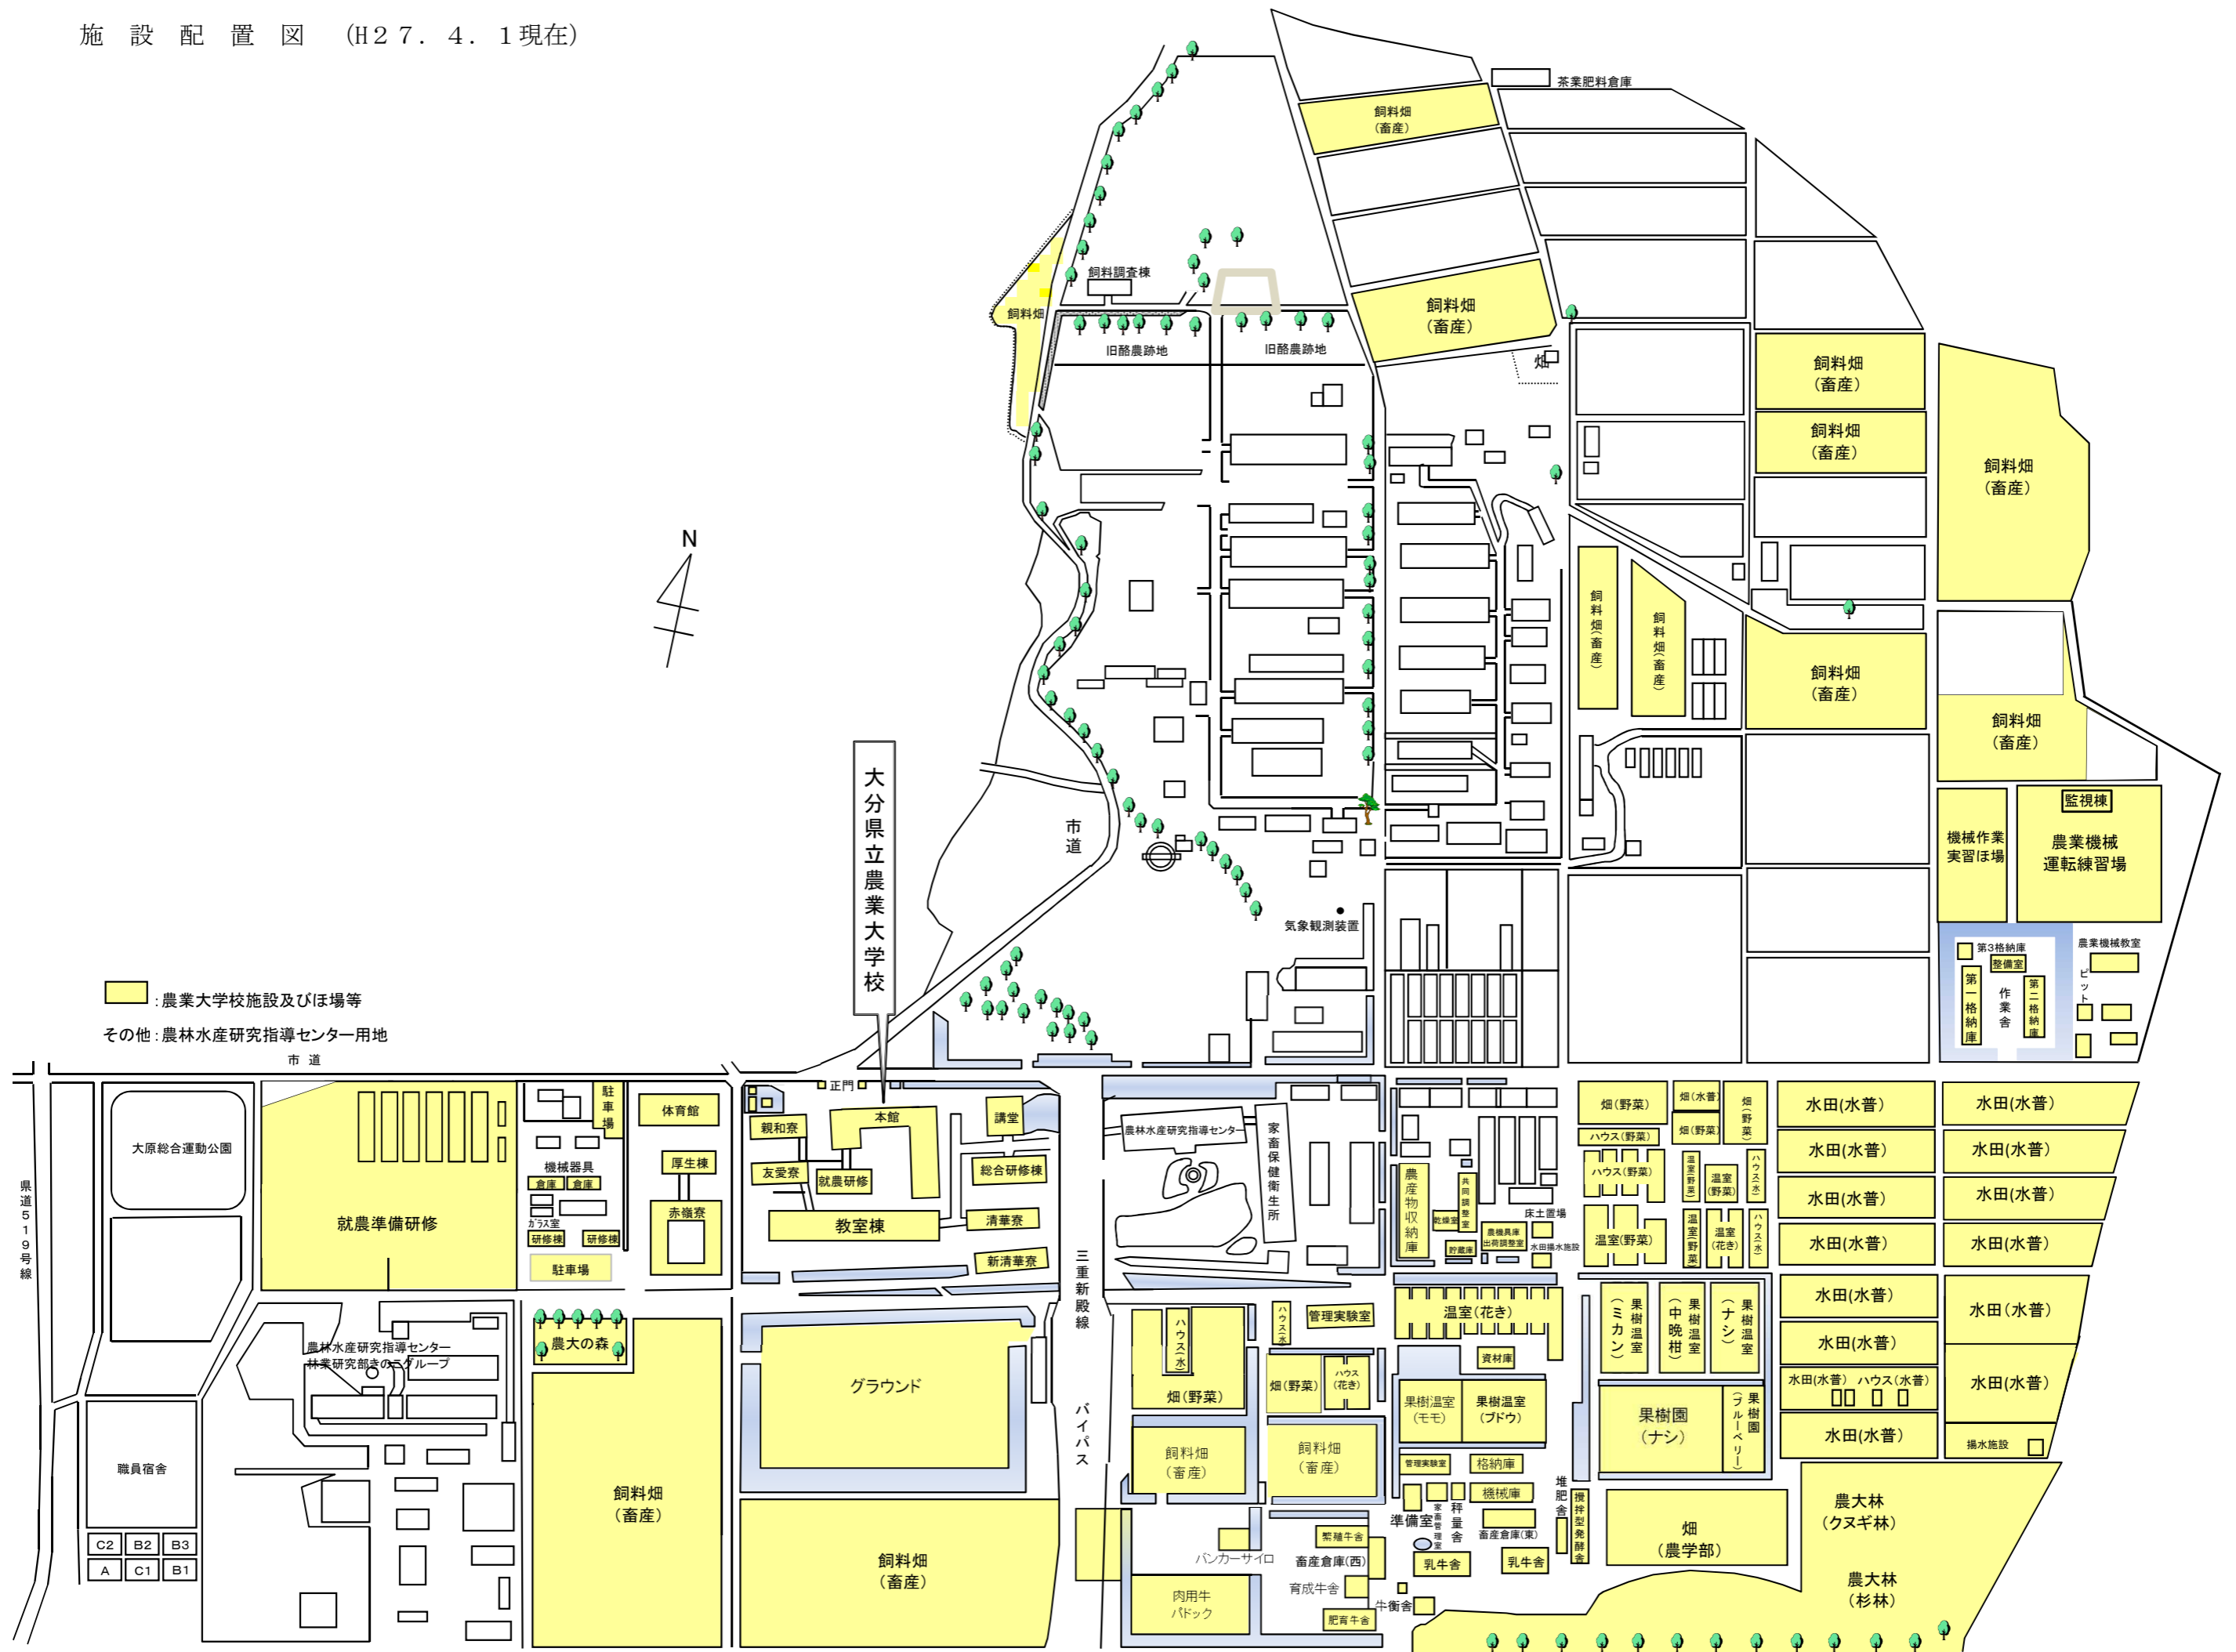 施 設 配 置 図 (H27.4.1現在)
茶業肥料倉庫
飼料畑
(畜産)
飼料調査棟
飼料畑
旧酪農跡地
旧酪農跡地
飼料畑
(畜産)
畑
飼料畑
(畜産)
飼料畑
(畜産)
飼料畑
(畜産)
N
飼料畑(畜産)
飼料畑(畜産)
飼料畑
(畜産)
飼料畑
(畜産)
大分県立農業大学校
市道
監視棟
機械作業
実習ほ場
農業機械
運転練習場
気象観測装置
第3格納庫
整備室
第一格納庫
作業舎
第二格納庫
農業機械教室
ピット
:農業大学校施設及びほ場等
その他:農林水産研究指導センター用地
市 道
県道519号線
大原総合運動公園
就農準備研修
駐車場
機械器具
倉庫
倉庫
ガラス室
研修棟
研修棟
駐車場
体育館
厚生棟
赤嶺寮
正門
親和寮
友愛寮
本館
就農研修
教室棟
講堂
総合研修棟
清華寮
新清華寮
三重新殿線
バイパス
農林水産研究指導センター
家畜保健衛生所
農産物収納庫
共同調整室
乾燥室
貯蔵庫
農機具庫
出荷調整室
床土置場
水田揚水施設
畑(野菜)
畑(水普)
畑(野菜)
畑(野菜)
ハウス(野菜)
ハウス(野菜)
温室(野菜)
温室
(野菜)
ハウス(水)
温室(野菜)
温室(野菜)
温室
(花き)
ハウス(水)
水田(水普)
水田(水普)
水田(水普)
水田(水普)
水田(水普)
水田(水普)
水田(水普)
水田(水普)
水田(水普)
水田(水普)
水田(水普)
水田(水普)
水田(水普)
ハウス(水普)
水田(水普)
揚水施設
農林水産研究指導センター
林業研究部きのこグループ
職員宿舎
C2
B2
B3
A
C1
B1
農大の森
飼料畑
(畜産)
グラウンド
飼料畑
(畜産)
ハウス(水)
畑(野菜)
ハウス(水)
管理実験室
畑(野菜)
ハウス
(花き)
飼料畑
(畜産)
飼料畑
(畜産)
温室(花き)
資材庫
果樹温室
(モモ)
果樹温室
(ブドウ)
果樹温室
(ミカン)
果樹温室
(中晩柑)
果樹温室
(ナシ)
果樹園
(ナシ)
果樹園
(ブルーベリー)
管理実験室
格納庫
機械庫
準備室
家畜管理室
秤量舎
畜産倉庫(東)
堆肥舎
攪拌型発酵舎
乳牛舎
乳牛舎
バンカーサイロ
繁殖牛舎
畜産倉庫(西)
育成牛舎
肉用牛
パドック
肥育牛舎
牛衡舎
畑
(農学部)
農大林
(クヌギ林)
農大林
(杉林)